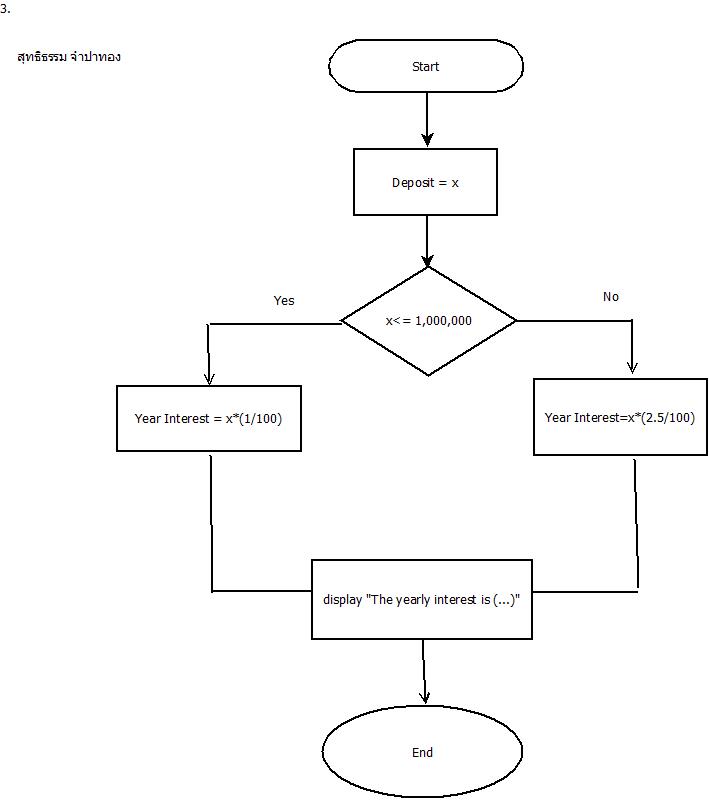 3.
สุทธิธรรม จำปาทอง
Start
Deposit = x
x<= 1,000,000
Yes
No
Year Interest = x*(1/100)
Year Interest=x*(2.5/100)
display "The yearly interest is (...)"
End